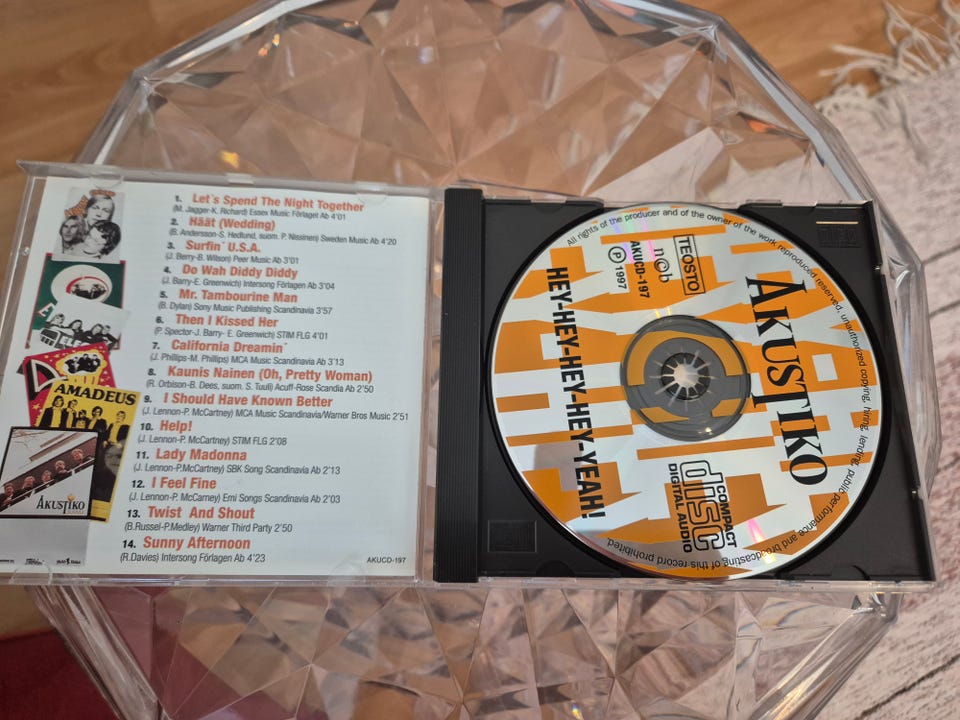 1. Let`s Spend The Night Together
(M. Jagger-K. Richard) Essex Music Förlaget Ab 4'01
2. Häät (Wedding)
(B. Andersson-S. Hedlund, suom. P. Nissinen) Sweden Music Ab 4'20
3. Surfin` U.S.A.
(J. Berry-B. Wilson) Peer Music Ab 3'01
4. Do Wah Diddy Diddy
(J. Barry-E. Greenwich) Intersong Förlagen Ab 3'04
5. Mr. Tambourine Man
(B. Dylan) Sony Music Publishing Scandinavia 3'57
6. Then I Kissed Her
(P. Spector-J. Barry- E. Greenwich) STIM FLG 4'01
7. California Dreamin`
(J. Phillips-M. Phillips) MCA Music Scandinavia Ab 3'13
8. Kaunis Nainen (Oh, Pretty Woman)
(R. Orbison-B. Dees, suom. S. Tuuli) Acuff-Rose Scandia Ab 2'50
9. I Should Have Known Better
(J. Lennon-P. McCartney) MCA Music Scandinavia/Warner Bros Music 2'51
10. Help!
(J. Lennon-P. McCartney) STIM FLG 2'08
11. Lady Madonna
(J. Lennon-P.McCartney) SBK Song Scandinavia Ab 2'13
12. I Feel Fine
(J. Lennon-P. McCarney) Emi Songs Scandinavia Ab 2'03
13. Twist And Shout
(B.Russel-P.Medley) Warner Third Party 2'50
14. Sunny Afternoon
(R.Davies) Intersong Förlagen Ab 4'23
AKUCD-197
AMADEUS
AKUSTIKO
All rights of the producer and of the owner of the work reproduced reserved, unauthorized copying, hiring, lending, public performance and broadcasting of this record prohibited.
TEOSTO
n@b
AKUCD-197
℗ 1997
AKUSTIKO
HEY-HEY-HEY-HEY-YEAH!
COMPACT
disc
DIGITAL AUDIO